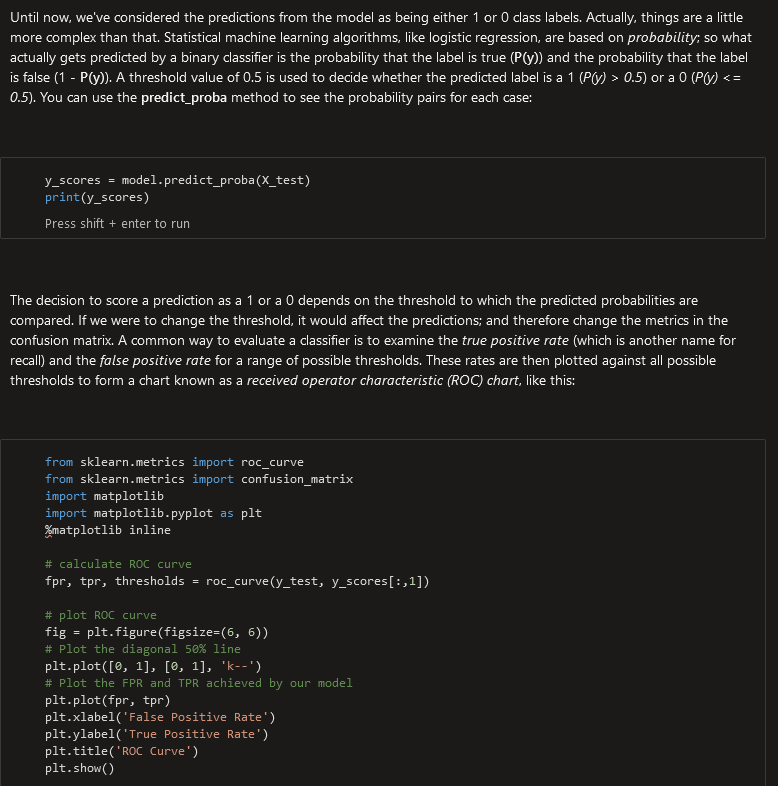 Until now, we've considered the predictions from the model as being either 1 or 0 class labels. Actually, things are a little
more complex than that. Statistical machine learning algorithms, like logistic regression, are based on probability; so what
actually gets predicted by a binary classifier is the probability that the label is true (P(y)) and the probability that the label
is false (1 - P(y)). A threshold value of 0.5 is used to decide whether the predicted label is a 1 (P(y) > 0.5) or a 0 (P(y) <=
0.5). You can use the predict_proba method to see the probability pairs for each case:
y_scores = model.predict_proba(X_test)
print(y_scores)
Press shift + enter to run
The decision to score a prediction as a 1 or a 0 depends on the threshold to which the predicted probabilities are
compared. If we were to change the threshold, it would affect the predictions; and therefore change the metrics in the
confusion matrix. A common way to evaluate a classifier is to examine the true positive rate (which is another name for
recall) and the false positive rate for a range of possible thresholds. These rates are then plotted against all possible
thresholds to form a chart known as a received operator characteristic (ROC) chart, like this:
from sklearn.metrics import roc_curve
from sklearn.metrics import confusion_matrix
import matplotlib
import matplotlib.pyplot as plt
%matplotlib inline
# calculate ROC curve
fpr, tpr, thresholds = roc_curve(y_test, y_scores[:,1])
# plot ROC curve
fig = plt.figure(figsize=(6, 6))
# Plot the diagonal 50% line
plt.plot([0, 1], [0, 1], 'k--')
# Plot the FPR and TPR achieved by our model
plt.plot(fpr, tpr)
plt.xlabel('False Positive Rate')
plt.ylabel('True Positive Rate')
plt.title('ROC Curve')
plt.show()